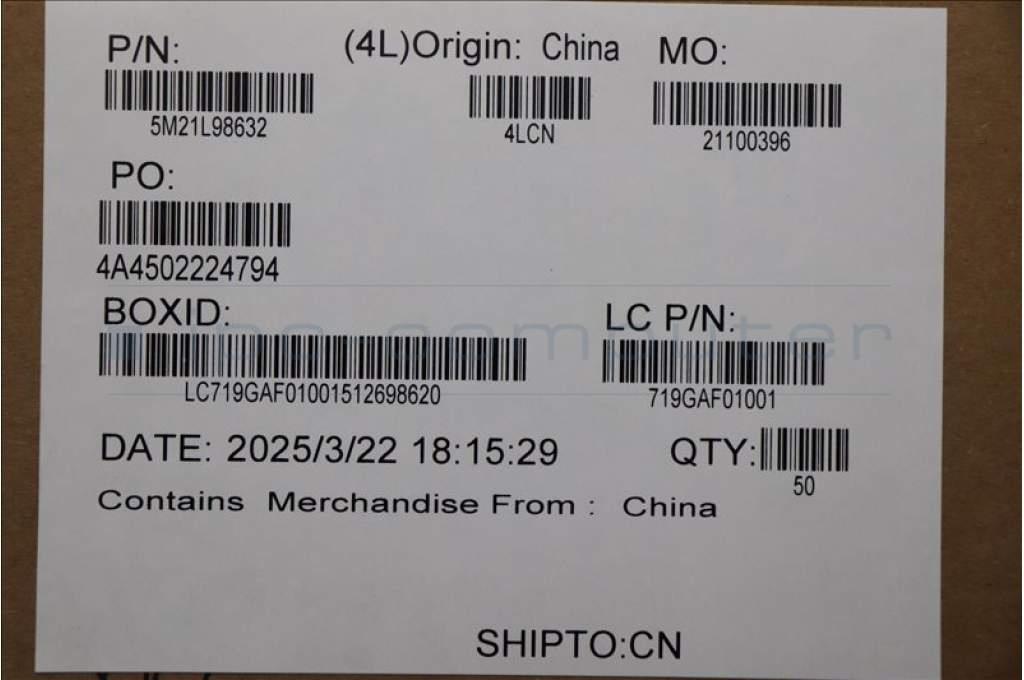 P/N: (4L)Origin: China MO:
5M21L98632 4LCN 21100396
PO:
4A4502224794
BOXID: LC P/N:
LC719GAF01001512698620 719GAF01001
DATE: 2025/3/22 18:15:29 QTY:
50
Contains Merchandise From : China
SHIPTO:CN